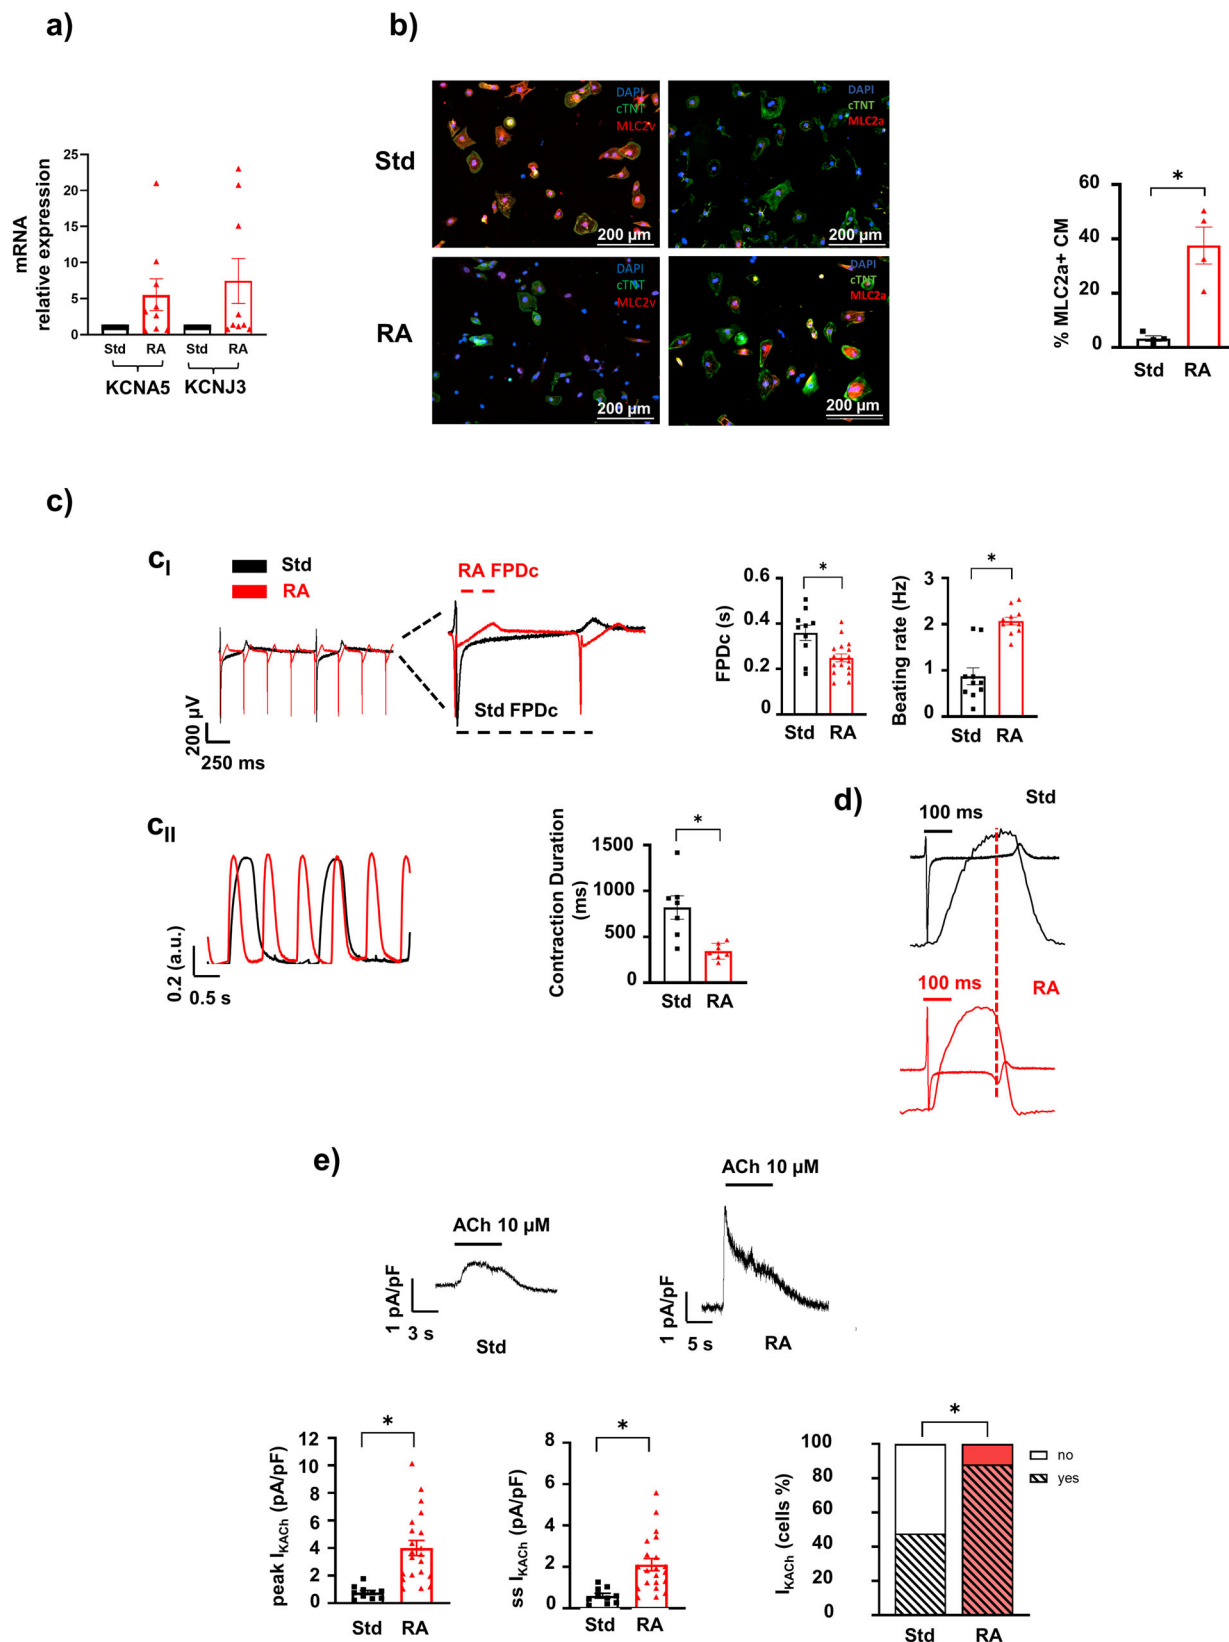 a)
mRNA
relative expression
25
20
15
10
5
0
Std
RA
Std
RA
KCNA5
KCNJ3
b)
Std
RA
DAPI
cTNT
MLC2v
200 µm
DAPI
cTNT
MLC2a
200 µm
DAPI
cTNT
MLC2v
200 µm
DAPI
cTNT
MLC2a
200 µm
% MLC2a+ CM
60
40
20
0
*
Std
RA
c)
cI
Std
RA
200 µV
250 ms
RA FPDc
Std FPDc
FPDc (s)
0.6
0.4
0.2
0
*
Std
RA
Beating rate (Hz)
3
2
1
0
*
Std
RA
cII
0.2 (a.u.)
0.5 s
Contraction Duration
(ms)
1500
1000
500
0
*
Std
RA
d)
Std
100 ms
RA
100 ms
e)
ACh 10 µM
1 pA/pF
3 s
Std
ACh 10 µM
1 pA/pF
5 s
RA
peak IKACh (pA/pF)
12
10
8
6
4
2
0
*
Std
RA
ss IKACh (pA/pF)
8
6
4
2
0
*
Std
RA
IKACh (cells %)
100
80
60
40
20
0
*
Std
RA
no
yes